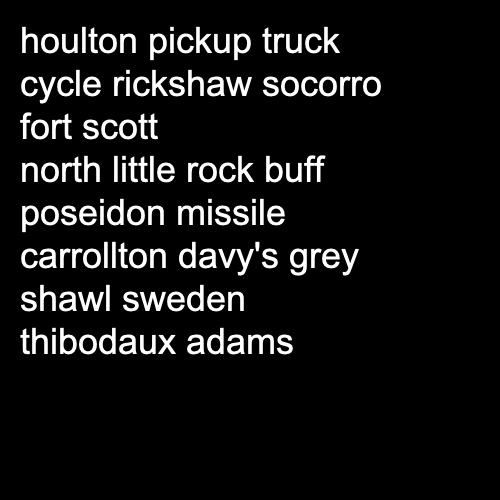 houlton pickup truck
cycle rickshaw socorro
fort scott
north little rock buff
poseidon missile
carrollton davy's grey
shawl sweden
thibodaux adams